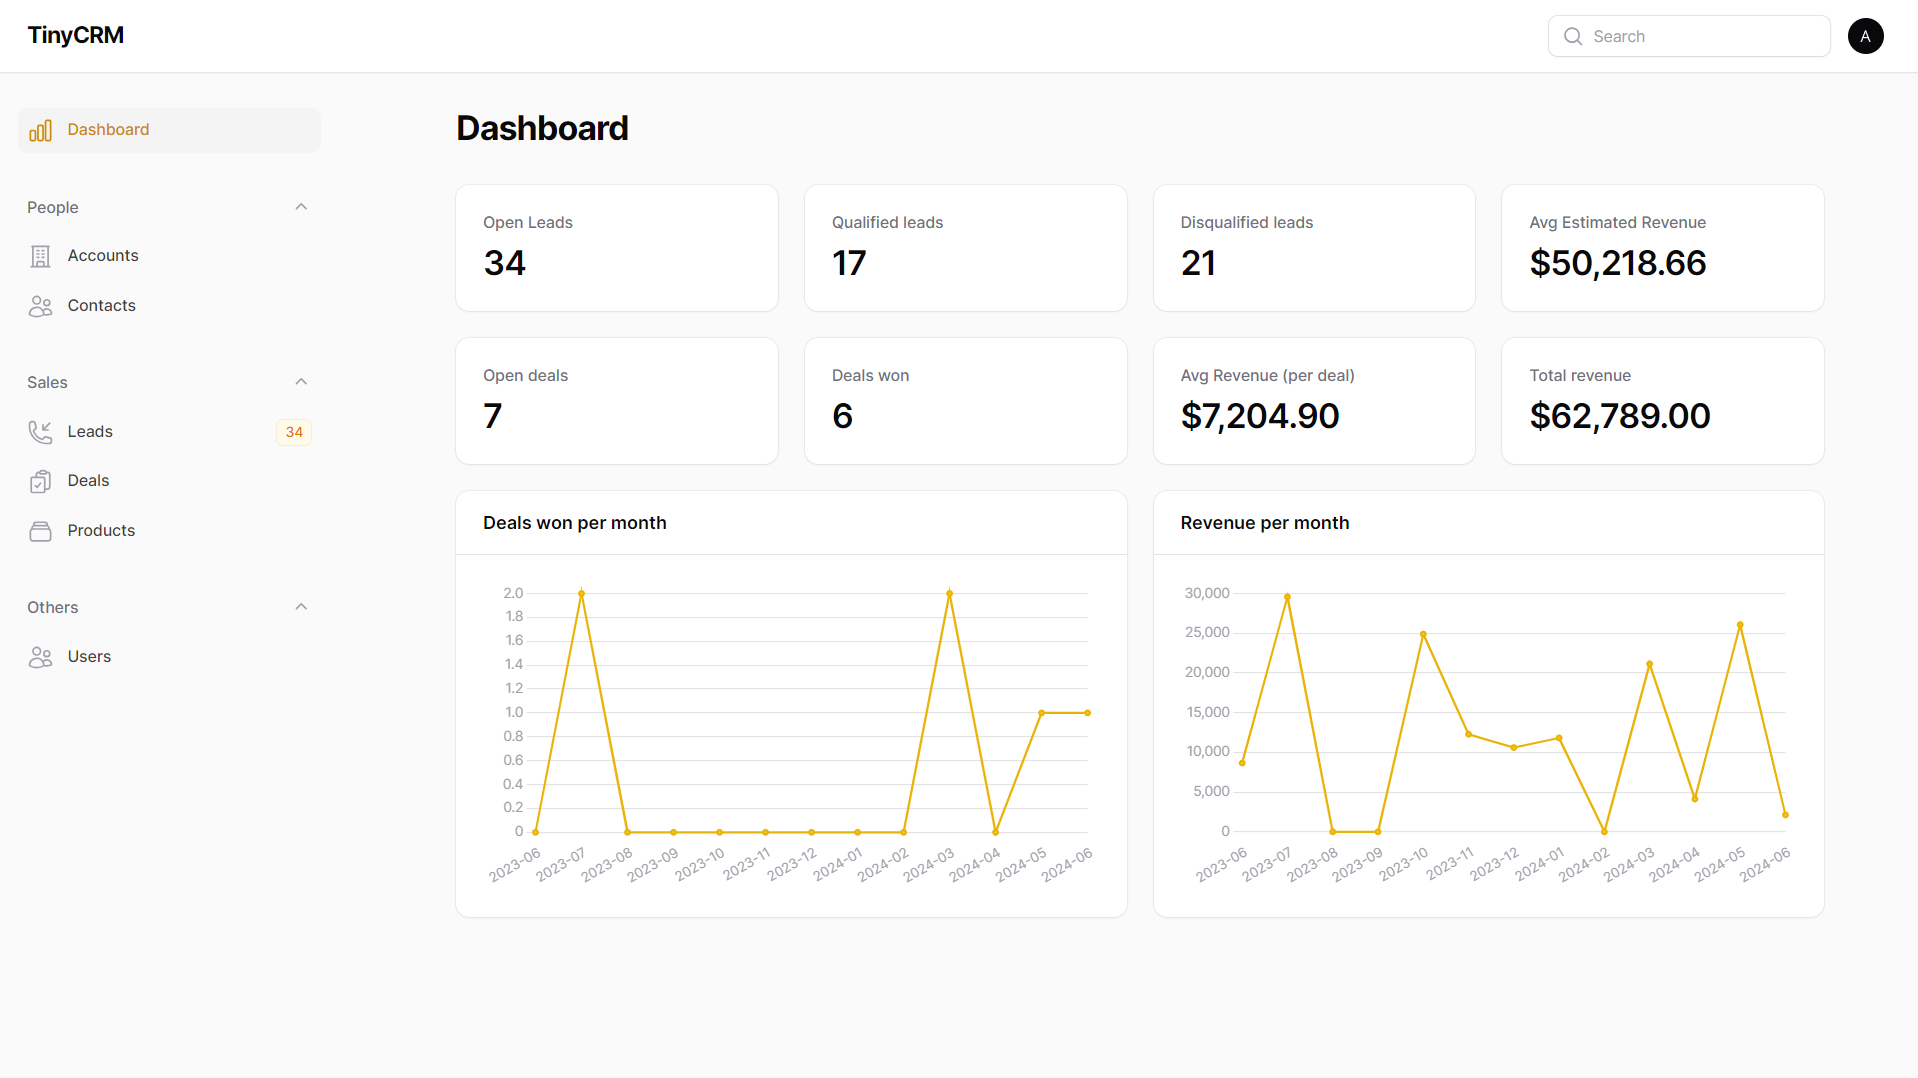 TinyCRM
Search
A
Dashboard
People
Accounts
Contacts
Sales
Leads
34
Deals
Products
Others
Users
Dashboard
Open Leads
34
Qualified leads
17
Disqualified leads
21
Avg Estimated Revenue
$50,218.66
Open deals
7
Deals won
6
Avg Revenue (per deal)
$7,204.90
Total revenue
$62,789.00
Deals won per month
2.0
1.8
1.6
1.4
1.2
1.0
0.8
0.6
0.4
0.2
0
2023-06 2023-07 2023-08 2023-09 2023-10 2023-11 2023-12 2024-01 2024-02 2024-03 2024-04 2024-05 2024-06
Revenue per month
30,000
25,000
20,000
15,000
10,000
5,000
0
2023-06 2023-07 2023-08 2023-09 2023-10 2023-11 2023-12 2024-01 2024-02 2024-03 2024-04 2024-05 2024-06